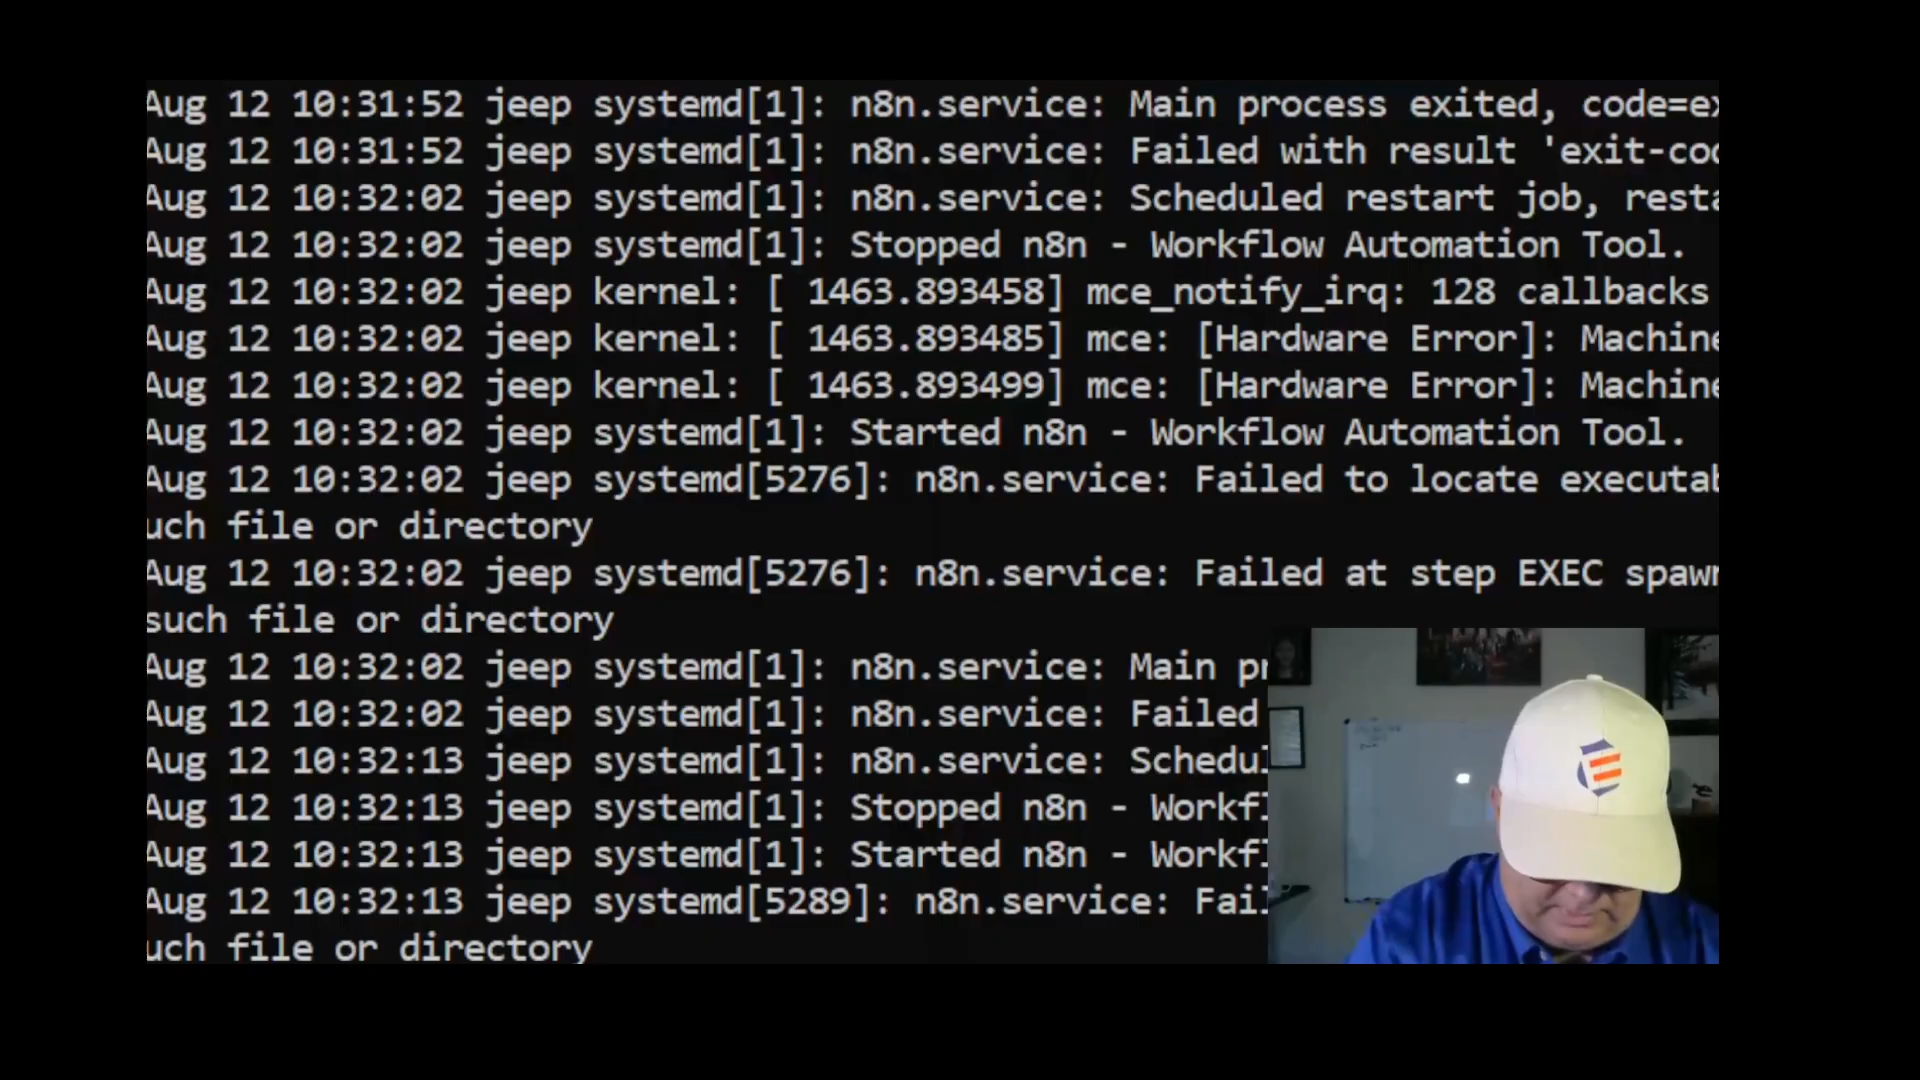 Aug 12 10:31:52 jeep systemd[1]: n8n.service: Main process exited, code=ex
Aug 12 10:31:52 jeep systemd[1]: n8n.service: Failed with result 'exit-cod
Aug 12 10:32:02 jeep systemd[1]: n8n.service: Scheduled restart job, resta
Aug 12 10:32:02 jeep systemd[1]: Stopped n8n - Workflow Automation Tool.
Aug 12 10:32:02 jeep kernel: [ 1463.893458] mce_notify_irq: 128 callbacks
Aug 12 10:32:02 jeep kernel: [ 1463.893485] mce: [Hardware Error]: Machine
Aug 12 10:32:02 jeep kernel: [ 1463.893499] mce: [Hardware Error]: Machine
Aug 12 10:32:02 jeep systemd[1]: Started n8n - Workflow Automation Tool.
Aug 12 10:32:02 jeep systemd[5276]: n8n.service: Failed to locate executab
uch file or directory
Aug 12 10:32:02 jeep systemd[5276]: n8n.service: Failed at step EXEC spawn
such file or directory
Aug 12 10:32:02 jeep systemd[1]: n8n.service: Main pr
Aug 12 10:32:02 jeep systemd[1]: n8n.service: Failed
Aug 12 10:32:13 jeep systemd[1]: n8n.service: Schedul
Aug 12 10:32:13 jeep systemd[1]: Stopped n8n - Workfl
Aug 12 10:32:13 jeep systemd[1]: Started n8n - Workfl
Aug 12 10:32:13 jeep systemd[5289]: n8n.service: Fail
uch file or directory